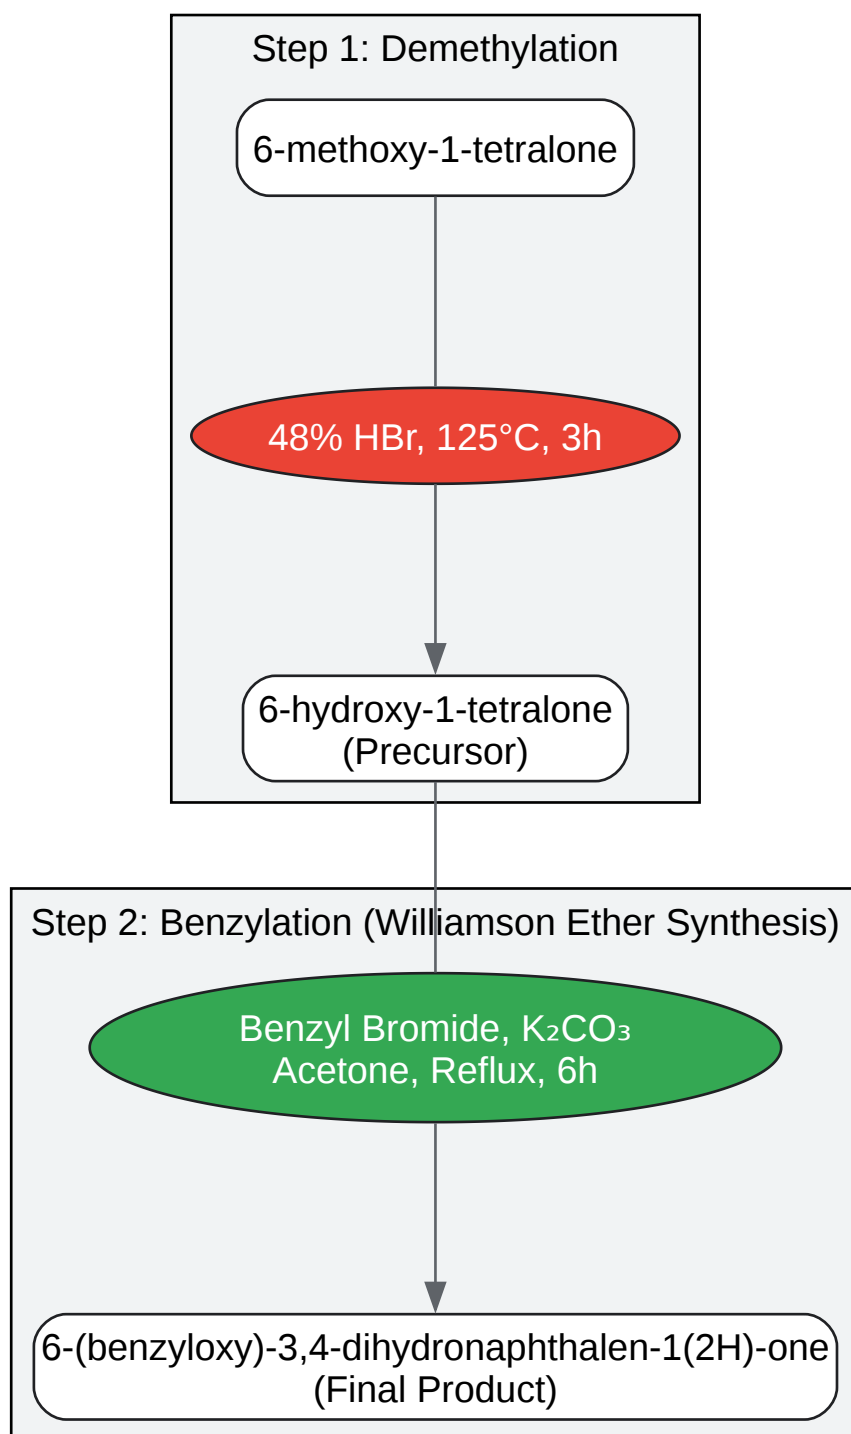 Step 1: Demethylation
6-methoxy-1-tetralone
48% HBr, 125°C, 3h
6-hydroxy-1-tetralone
(Precursor)
Step 2: Benzylation (Williamson Ether Synthesis)
Benzyl Bromide, K₂CO₃
Acetone, Reflux, 6h
6-(benzyloxy)-3,4-dihydronaphthalen-1(2H)-one
(Final Product)